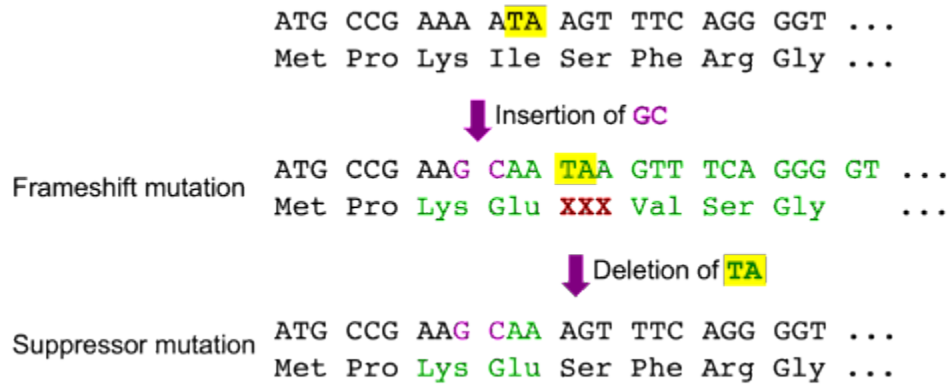 ATG CCG AAA ATA AGT TTC AGG GGT ...
Met Pro Lys Ile Ser Phe Arg Gly ...
Insertion of GC
Frameshift mutation
ATG CCG AAG CAA TAA GTT TCA GGG GT ...
Met Pro Lys Glu XXX Val Ser Gly ...
Deletion of TA
Suppressor mutation
ATG CCG AAG CAA AGT TTC AGG GGT ...
Met Pro Lys Glu Ser Phe Arg Gly ...